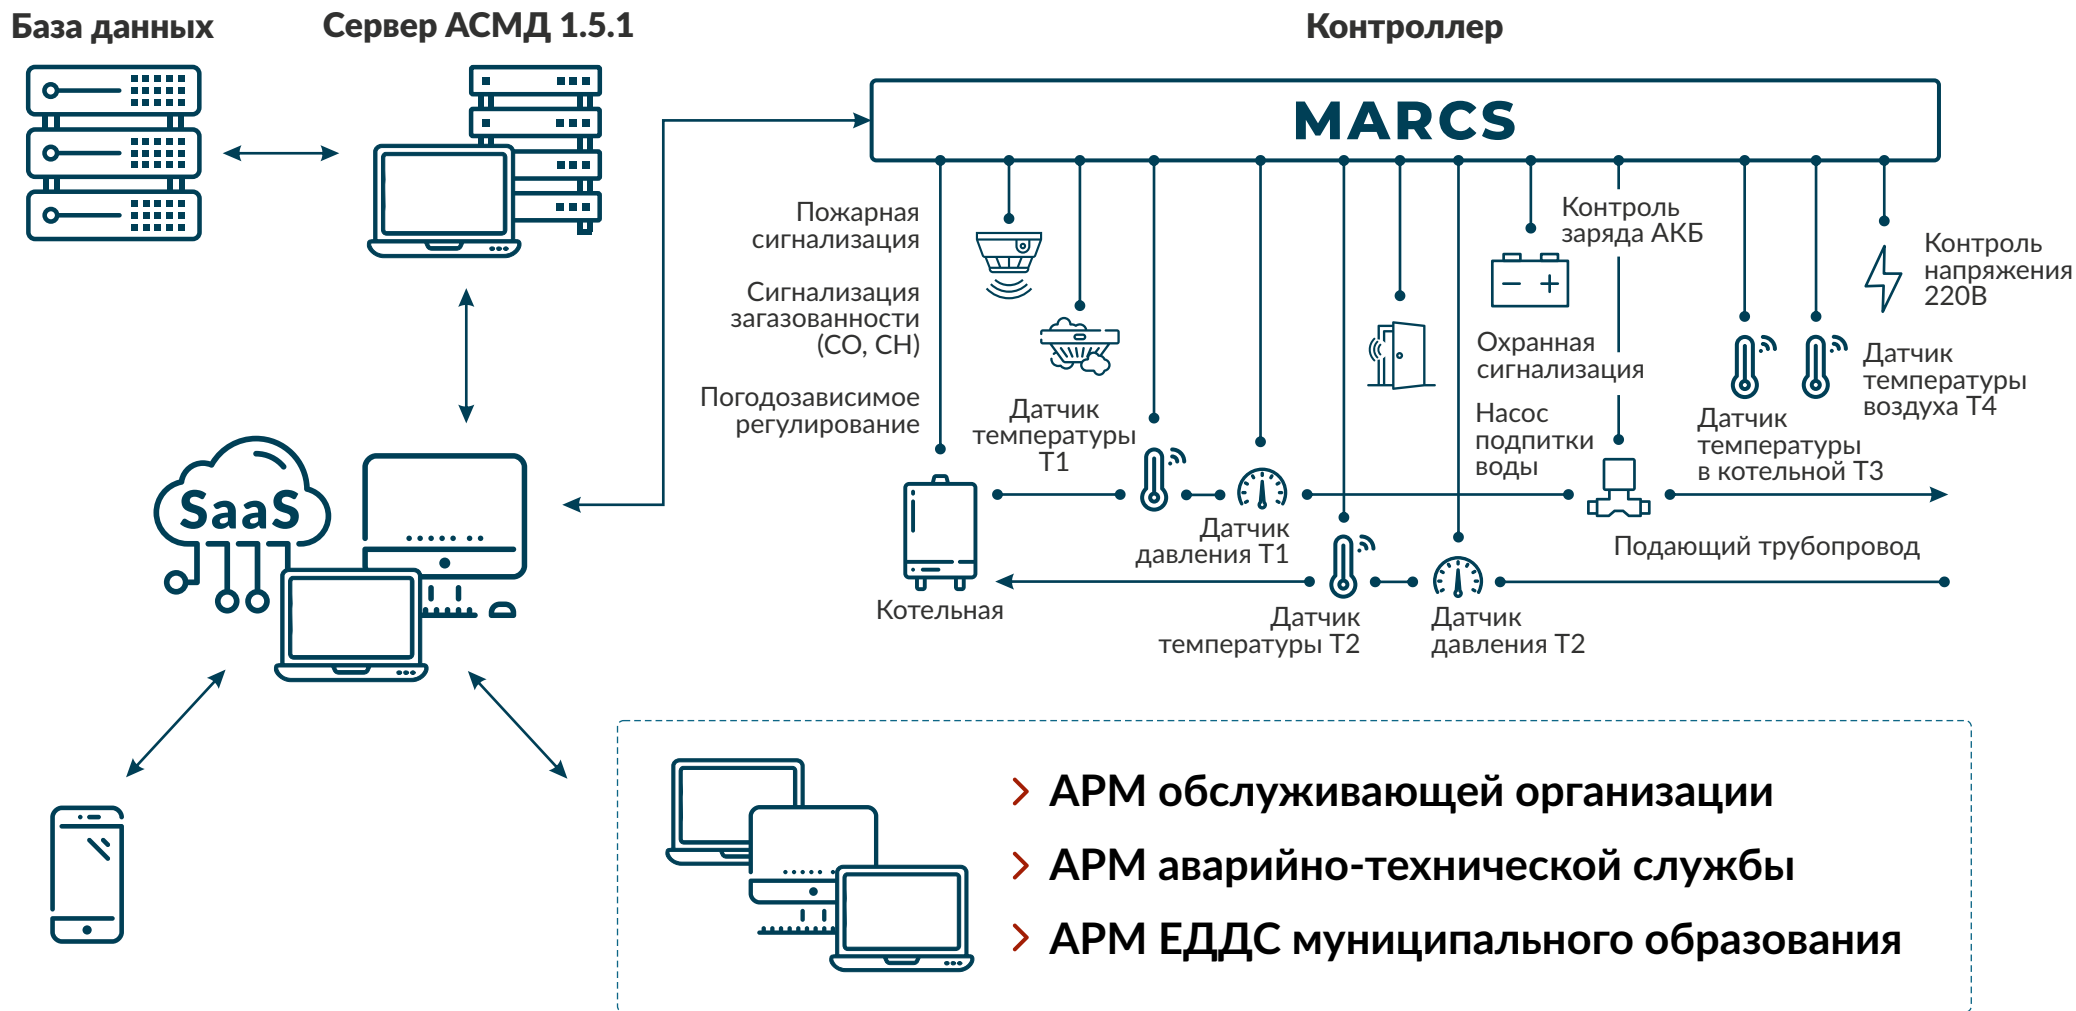 База данных
Сервер АСМД 1.5.1
Контроллер
MARCS
Пожарная
сигнализация
Сигнализация
загазованности
(CO, CH)
Погодозависимое
регулирование
Датчик
температуры
Т1
Контроль
заряда АКБ
Охранная
сигнализация
Насос
подпитки
воды
Контроль
напряжения
220В
Датчик
температуры
воздуха Т4
Датчик
температуры
в котельной Т3
Датчик
давления Т1
Подающий трубопровод
Котельная
Датчик
температуры Т2
Датчик
давления Т2
SaaS
АРМ обслуживающей организации
АРМ аварийно-технической службы
АРМ ЕДДС муниципального образования